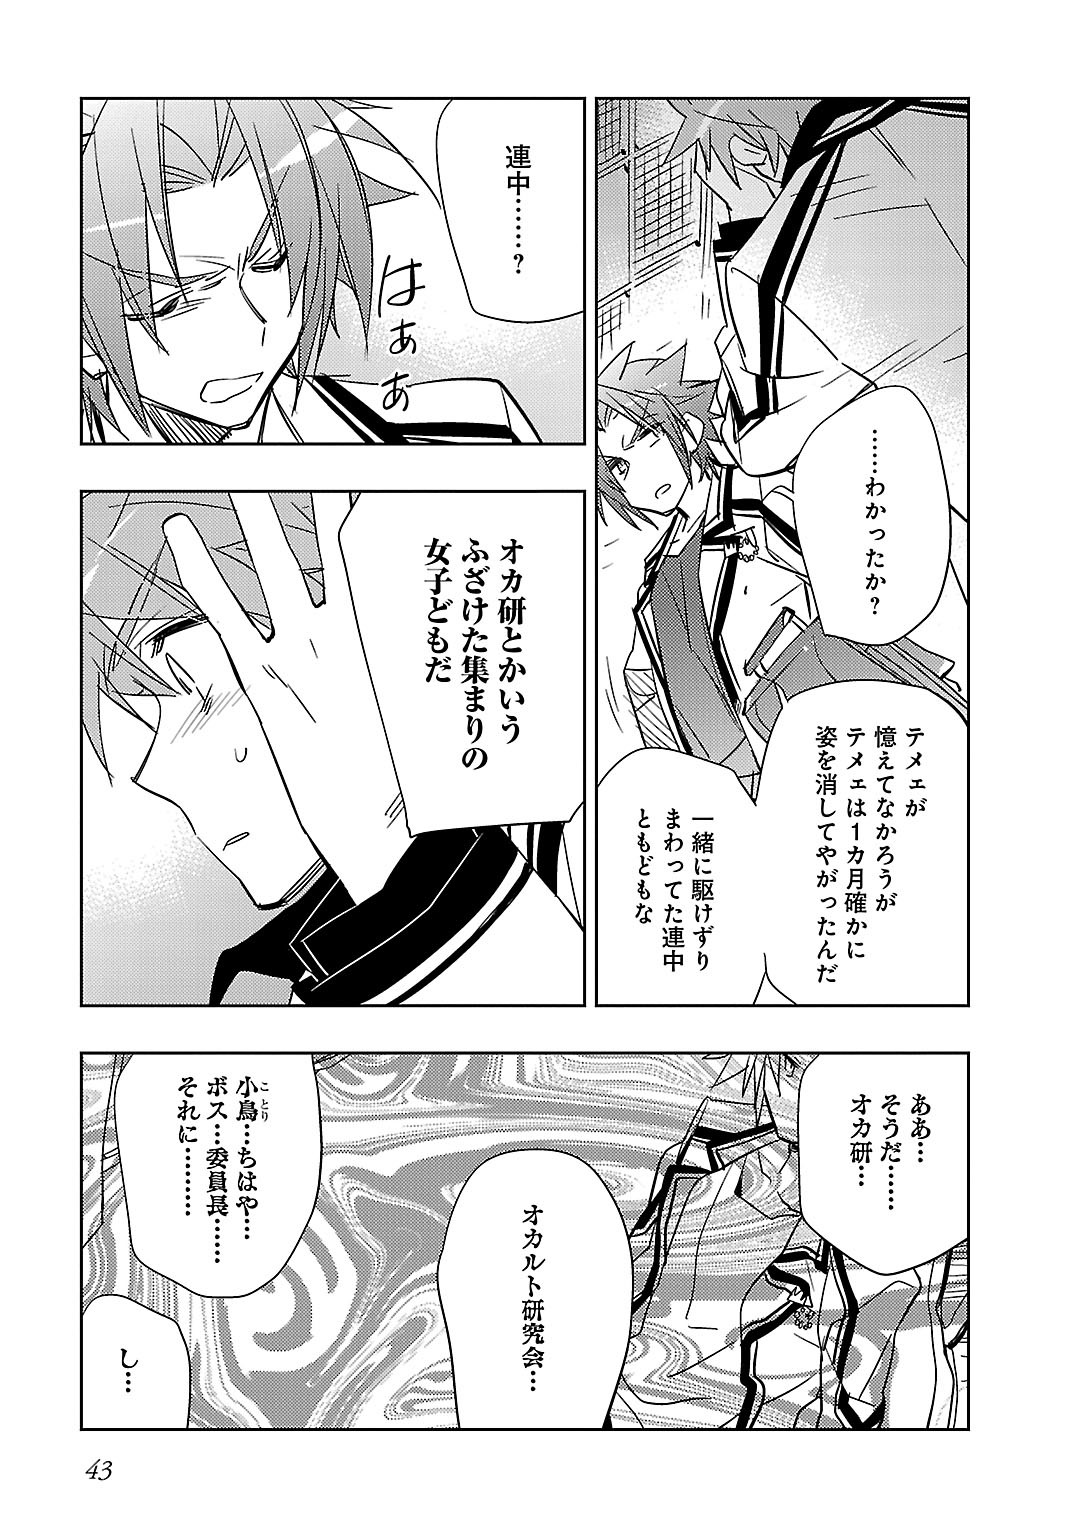 ……わかったか？
テメェが
憶えてなかろうが
テメェは1カ月確かに
姿を消してやがったんだ
一緒に駆けずり
まわってた連中
ともどもな
連中……？
はぁぁ
オカ研とかいう
ふざけた集まりの
女子どもだ
ああ…
そうだ……
オカ研…
オカルト研究会…
小鳥…ちはや…
ことり
ボス…委員長……
それに………
し…
43